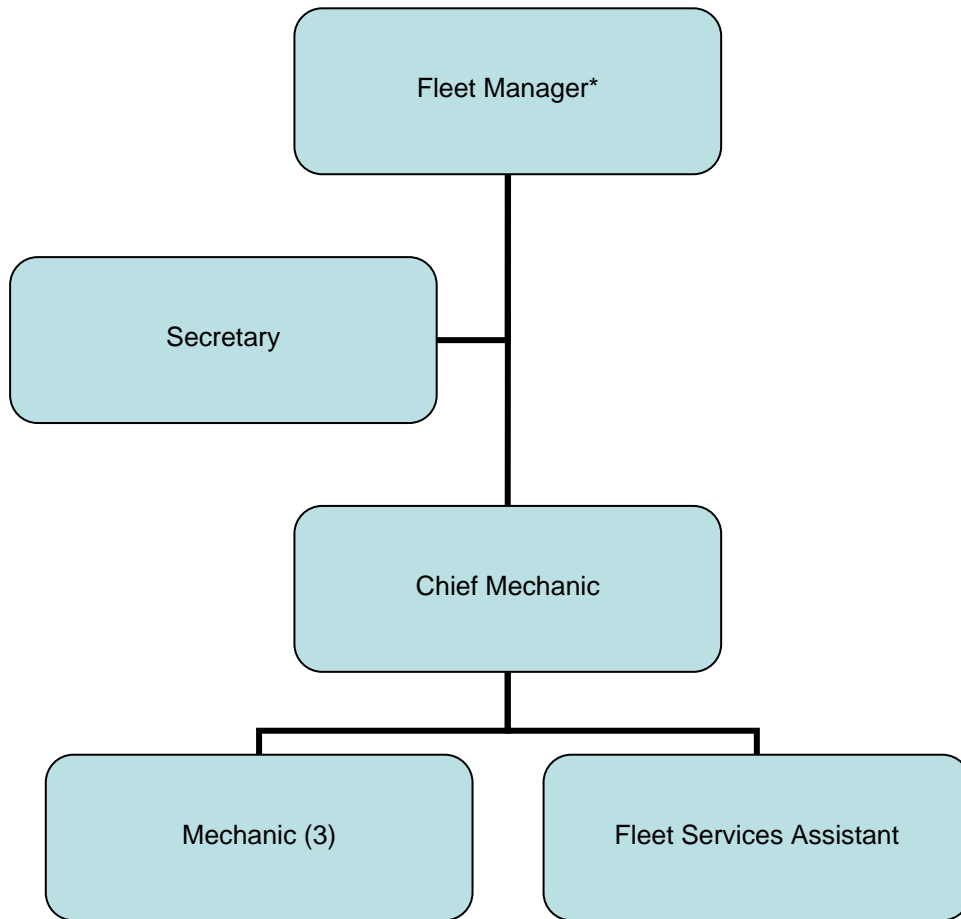 Fleet Manager*
Secretary
Chief Mechanic
Mechanic (3)
Fleet Services Assistant